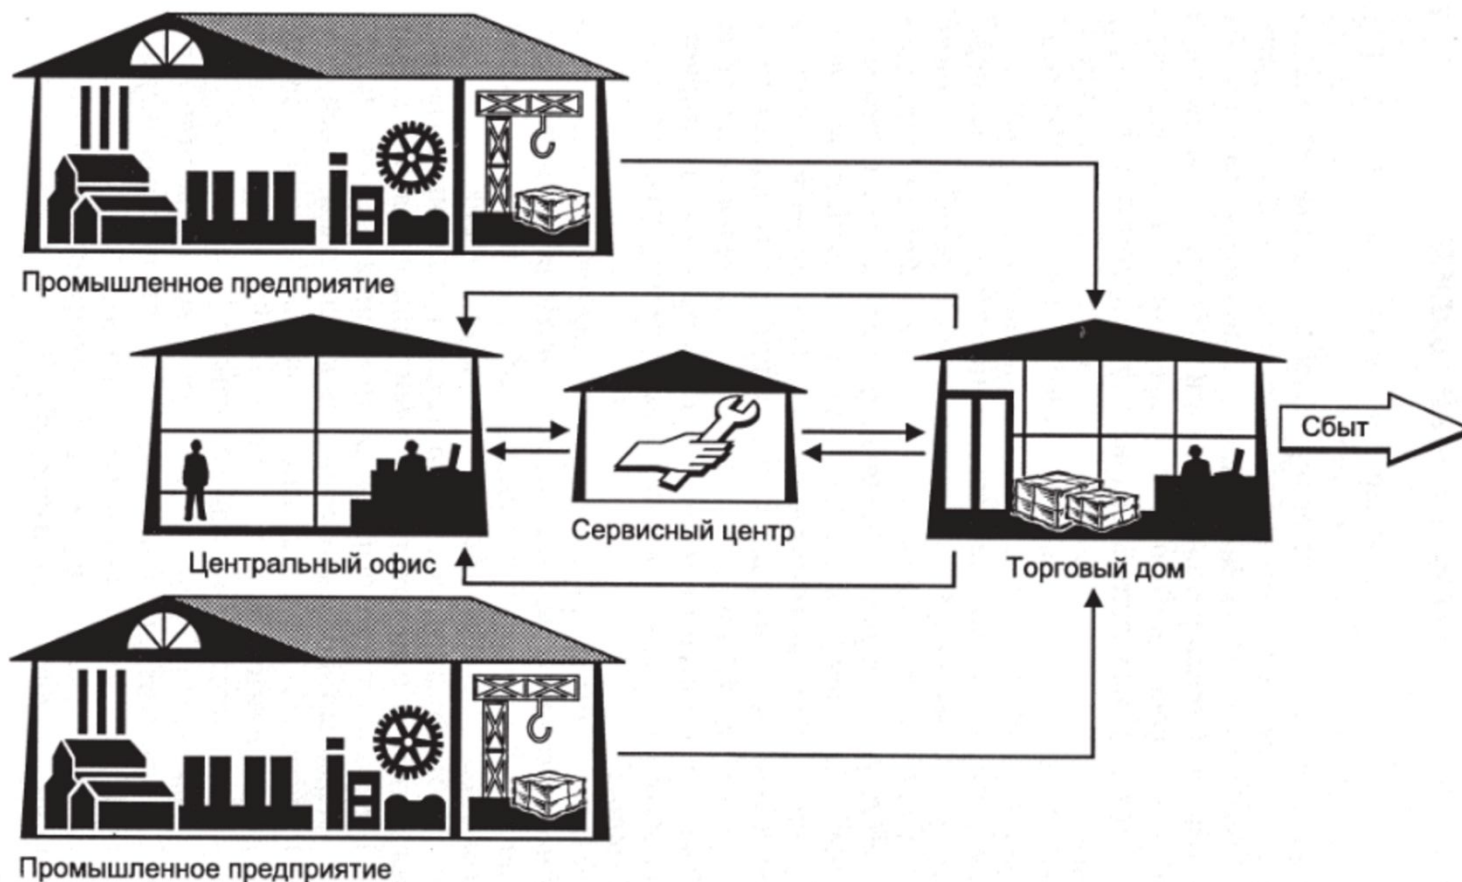 Промышленное предприятие
Сбыт
Сервисный центр
Центральный офис
Торговый дом
Промышленное предприятие